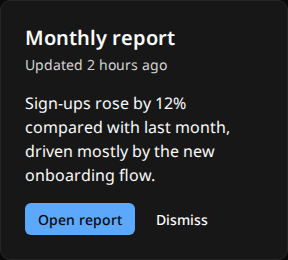 Monthly report
Updated 2 hours ago
Sign-ups rose by 12%
compared with last month,
driven mostly by the new
onboarding flow.
Open report
Dismiss